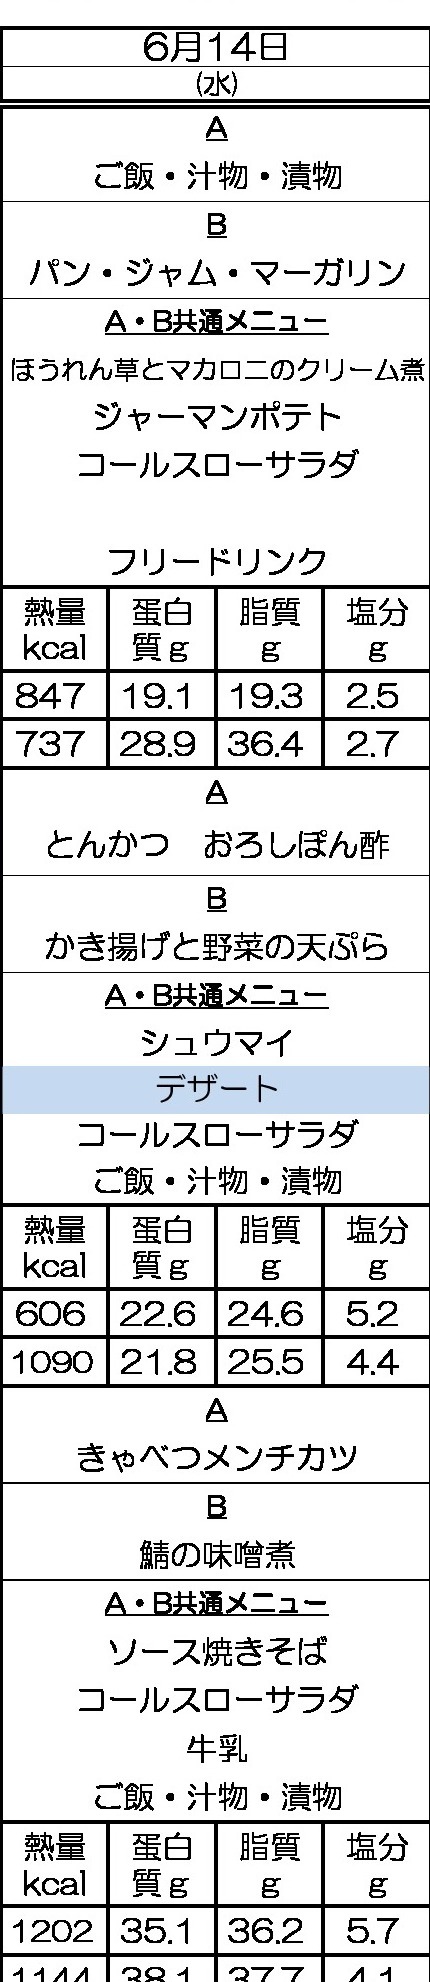 6月14日
(水)
A
ご飯・汁物・漬物
B
パン・ジャム・マーガリン
A・B共通メニュー
ほうれん草とマカロニのクリーム煮
ジャーマンポテト
コールスローサラダ
フリードリンク
熱量 蛋白 脂質 塩分
kcal 質g g g
847 19.1 19.3 2.5
737 28.9 36.4 2.7
A
とんかつ　おろしぽん酢
B
かき揚げと野菜の天ぷら
A・B共通メニュー
シュウマイ
デザート
コールスローサラダ
ご飯・汁物・漬物
熱量 蛋白 脂質 塩分
kcal 質g g g
606 22.6 24.6 5.2
1090 21.8 25.5 4.4
A
きゃべつメンチカツ
B
鯖の味噌煮
A・B共通メニュー
ソース焼きそば
コールスローサラダ
牛乳
ご飯・汁物・漬物
熱量 蛋白 脂質 塩分
kcal 質g g g
1202 35.1 36.2 5.7
1144 38.1 37.7 4.1